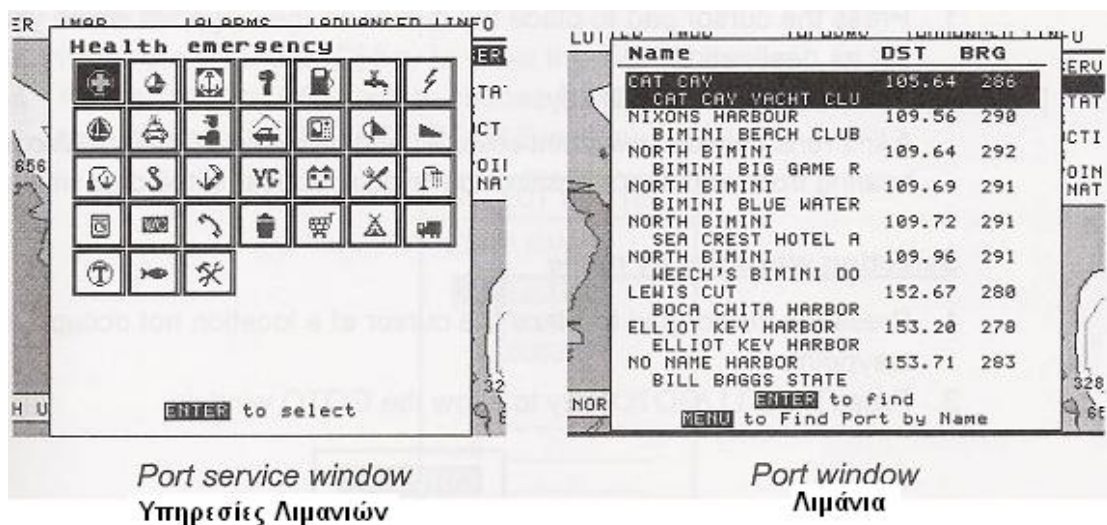 Health emersency
YC
656
32
H U
ENTER to select
Port service window
Υπηρεσίες Λιμανιών
Name DST BRG
CAT CAY 105.64 286
CAT CAY YACHT CLU
NIXONS HARBOUR 109.56 290
BIMINI BEACH CLUB
NORTH BIMINI 109.64 292
BIMINI BIG GAME R
NORTH BIMINI 109.69 291
BIMINI BLUE WATER
NORTH BIMINI 109.72 291
SEA CREST HOTEL A
NORTH BIMINI 109.96 291
WEECH'S BIMINI DO
LEWIS CUT 152.67 280
BOCA CHITA HARBOR
ELLIOT KEY HARBOR 153.20 278
ELLIOT KEY HARBOR
NO NAME HARBOR 153.71 283
BILL BAGGS STATE
NOR
328
ENTER to find
MENU to Find Port by Name
Port window
Λιμάνια